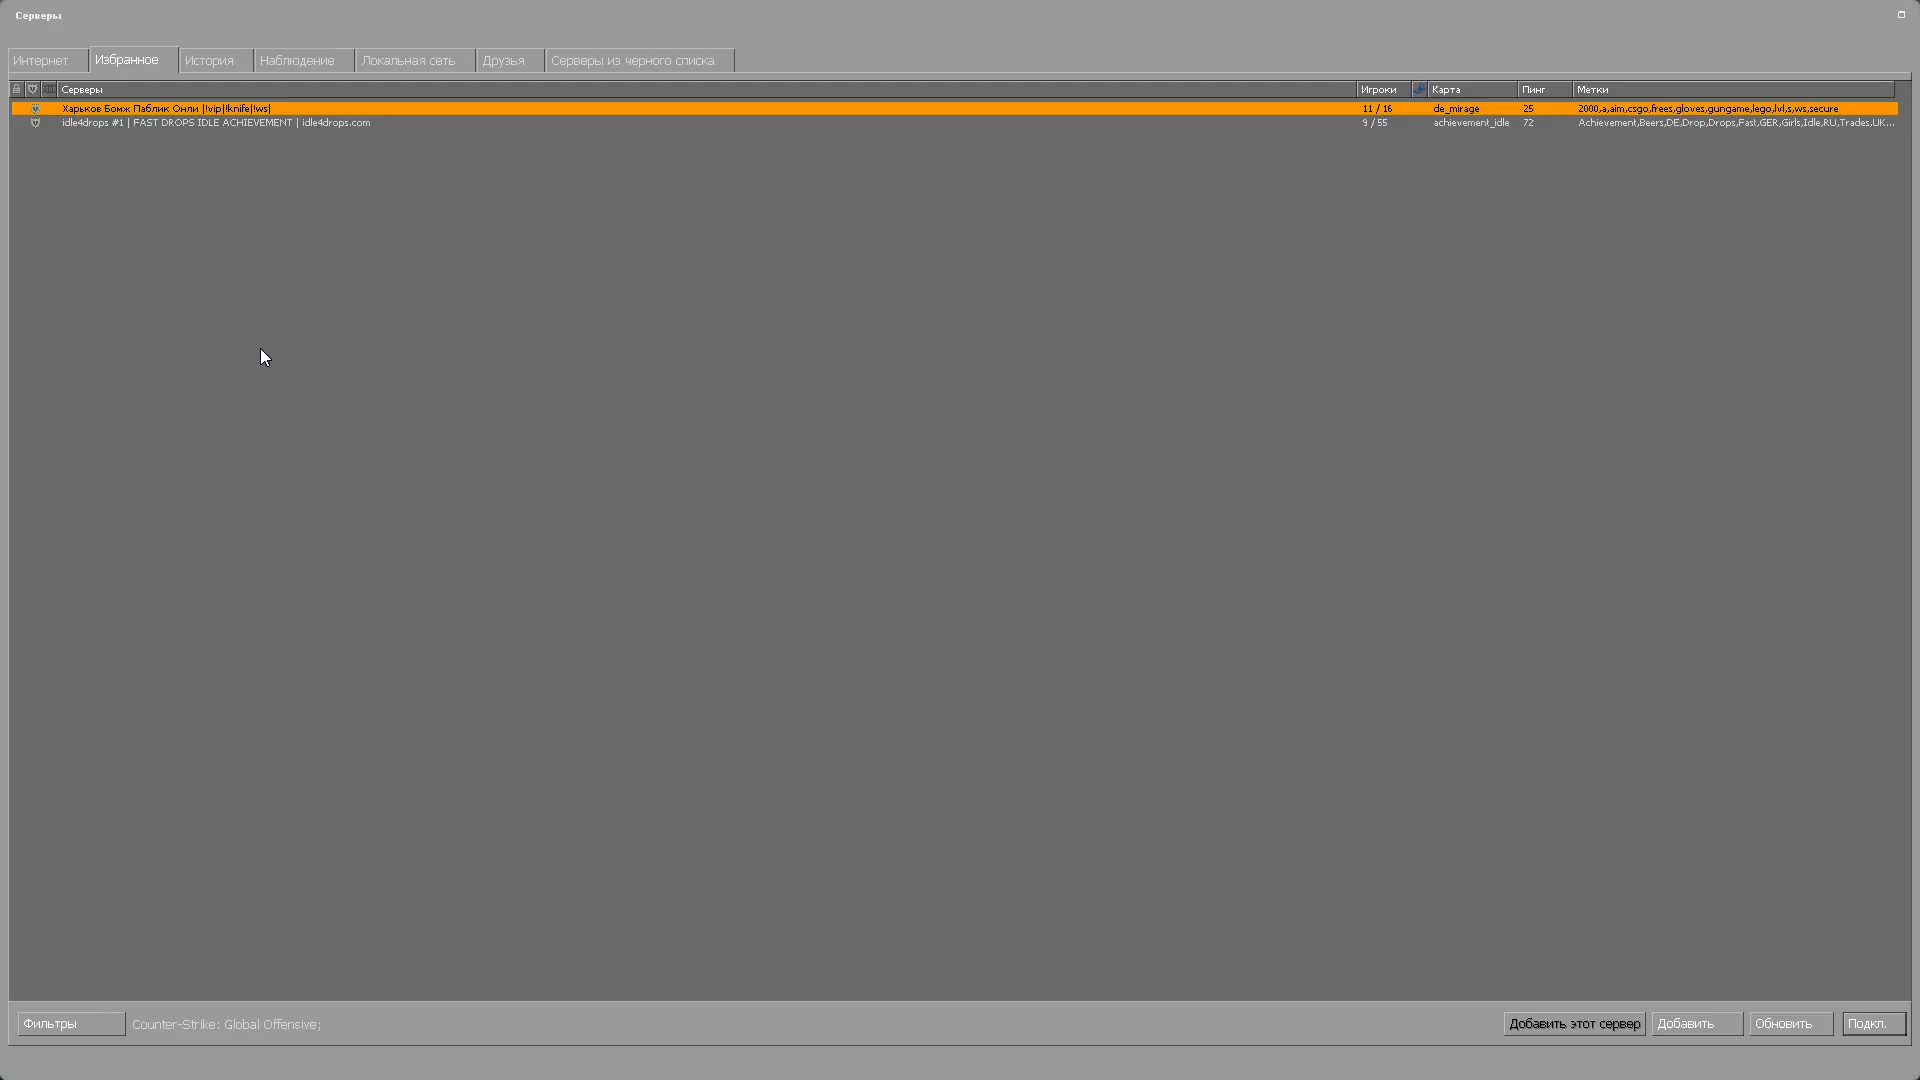 Серверы
Интернет Избранное История Наблюдение Локальная сеть Друзья Серверы из черного списка
Серверы Игроки Карта Пинг Метки
Харьков Бомж Паблик Онли |!vip|!knife|!ws| 11 / 16 de_mirage 25 2000,a,aim,csgo,frees,gloves,gungame,lego,lvl,s,ws,secure
idle4drops #1 | FAST DROPS IDLE ACHIEVEMENT | idle4drops.com 9 / 55 achievement_idle 72 Achievement,Beers,DE,Drop,Drops,Fast,GER,Girls,Idle,RU,Trades,UK...
Фильтры Counter-Strike: Global Offensive; Добавить этот сервер Добавить Обновить Подкл.